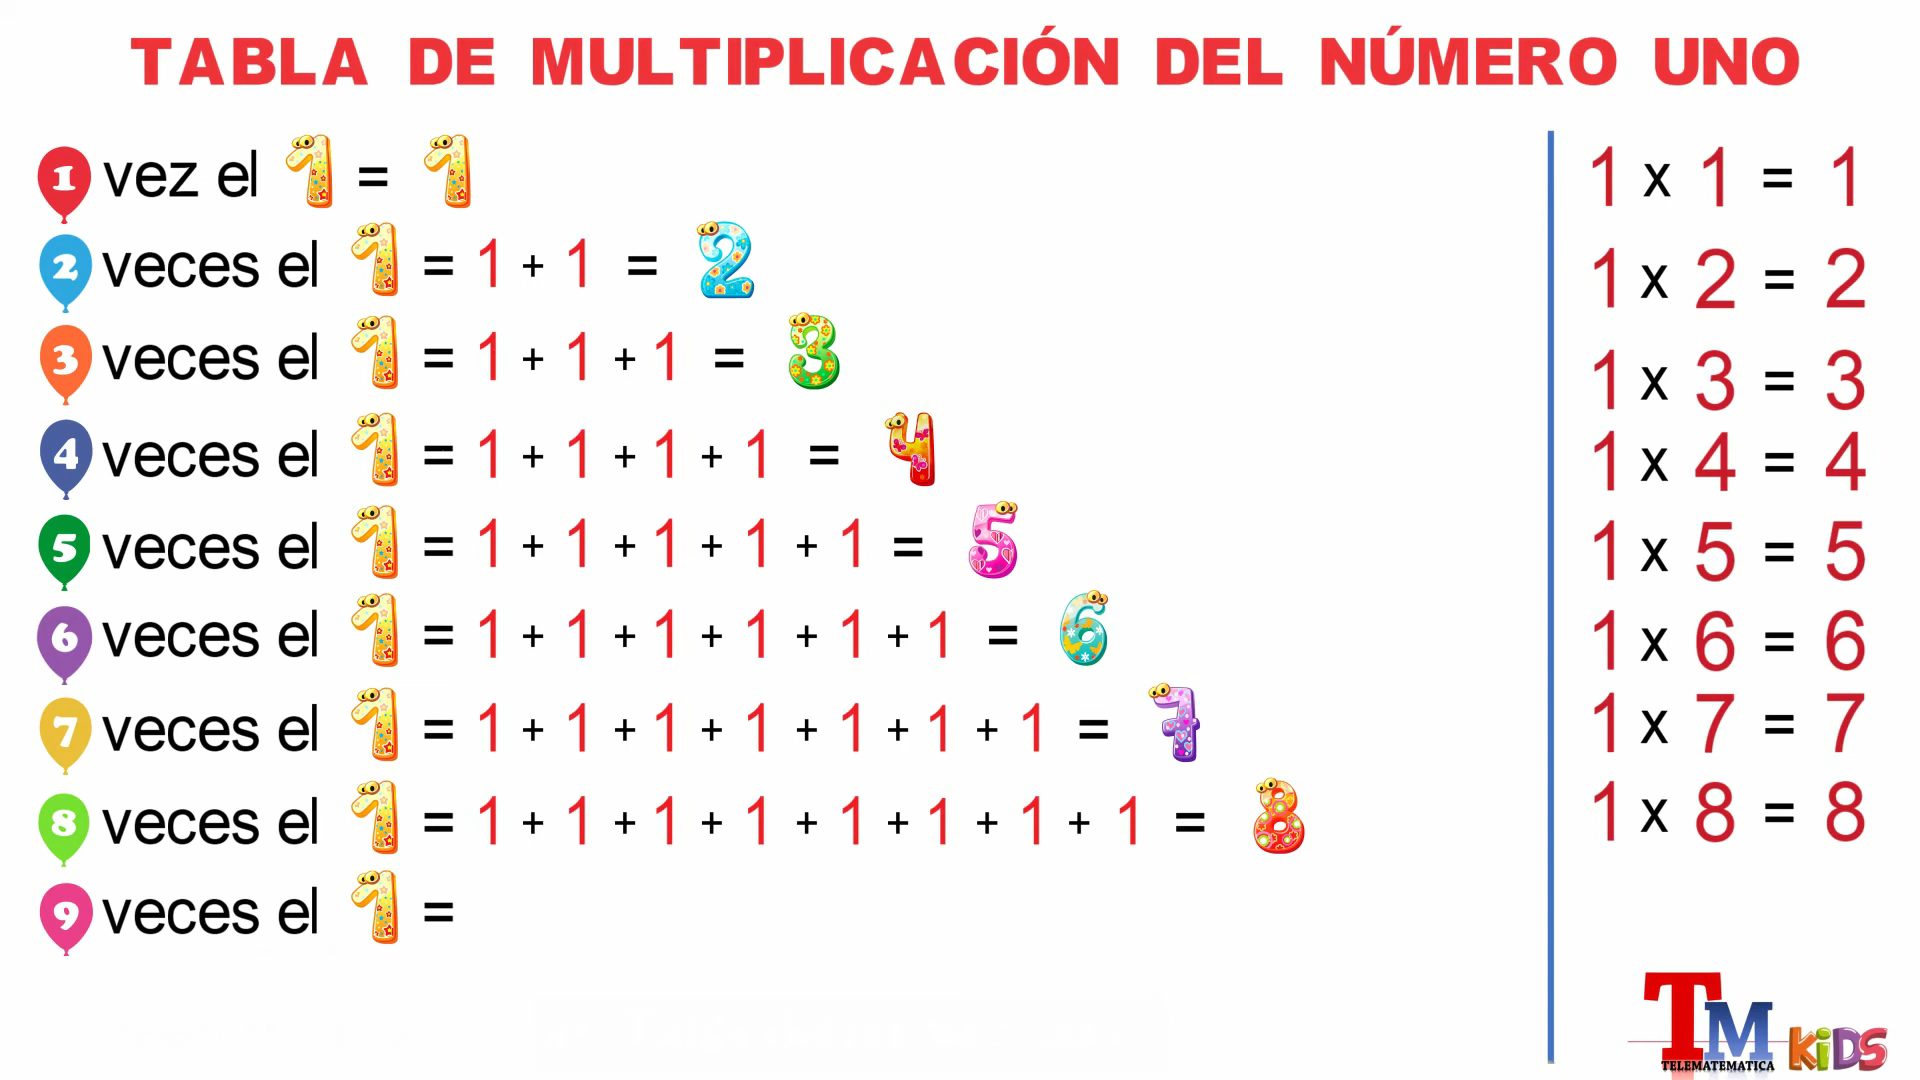 TABLA DE MULTIPLICACIÓN DEL NÚMERO UNO
1 vez el 1 = 1
2 veces el 1 = 1 + 1 = 2
3 veces el 1 = 1 + 1 + 1 = 3
4 veces el 1 = 1 + 1 + 1 + 1 = 4
5 veces el 1 = 1 + 1 + 1 + 1 + 1 = 5
6 veces el 1 = 1 + 1 + 1 + 1 + 1 + 1 = 6
7 veces el 1 = 1 + 1 + 1 + 1 + 1 + 1 + 1 = 7
8 veces el 1 = 1 + 1 + 1 + 1 + 1 + 1 + 1 + 1 = 8
9 veces el 1 =
1 x 1 = 1
1 x 2 = 2
1 x 3 = 3
1 x 4 = 4
1 x 5 = 5
1 x 6 = 6
1 x 7 = 7
1 x 8 = 8
TM KiDS
TELEMATEMATICA